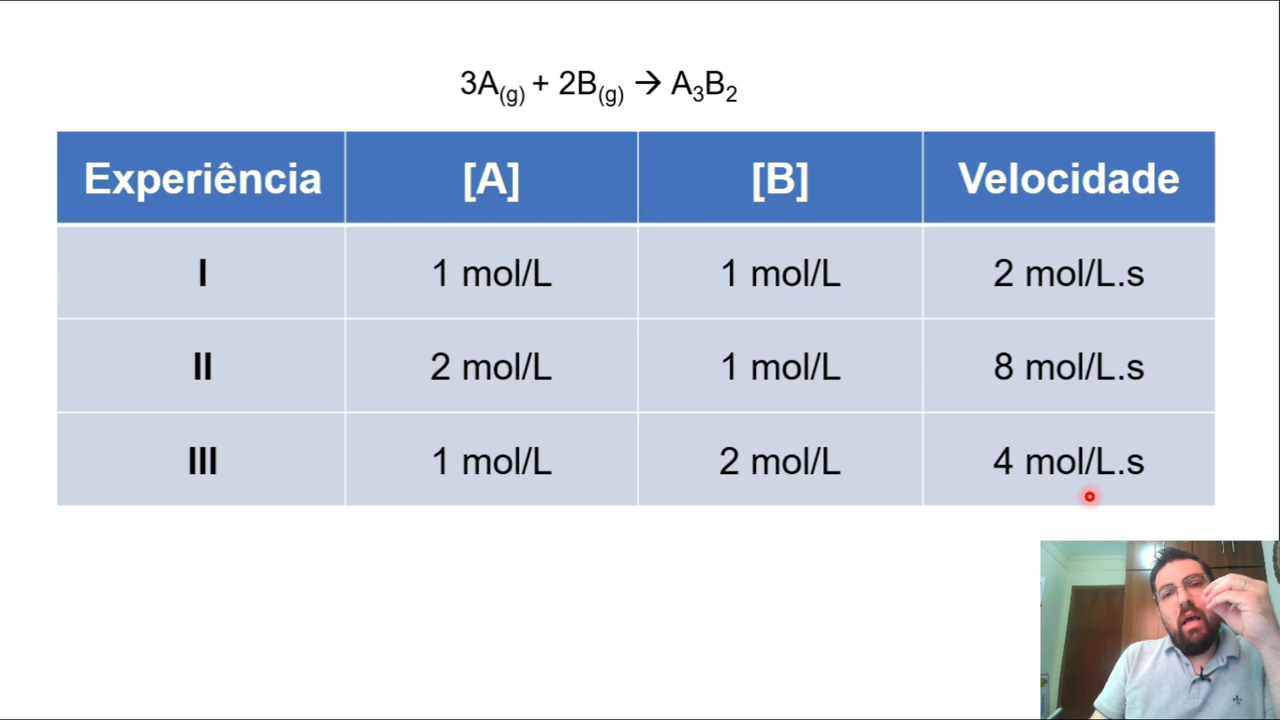 3A(g) + 2B(g) → A3B2
Experiência [A] [B] Velocidade
I 1 mol/L 1 mol/L 2 mol/L.s
II 2 mol/L 1 mol/L 8 mol/L.s
III 1 mol/L 2 mol/L 4 mol/L.s